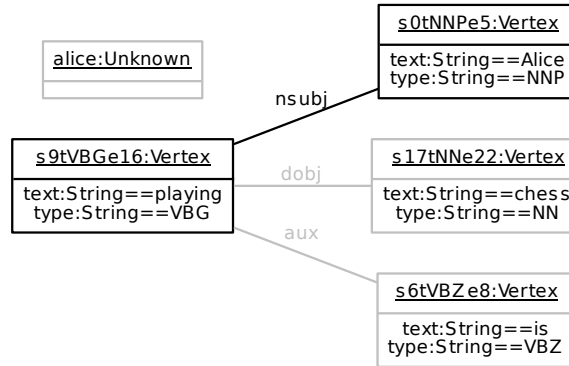 s0tNNPe5:Vertex
text:String==Alice
type:String==NNP
alice:Unknown
nsubj
s9tVBGe16:Vertex
text:String==playing
type:String==VBG
dobj
s17tNNe22:Vertex
text:String==chess
type:String==NN
aux
s6tVBZe8:Vertex
text:String==is
type:String==VBZ